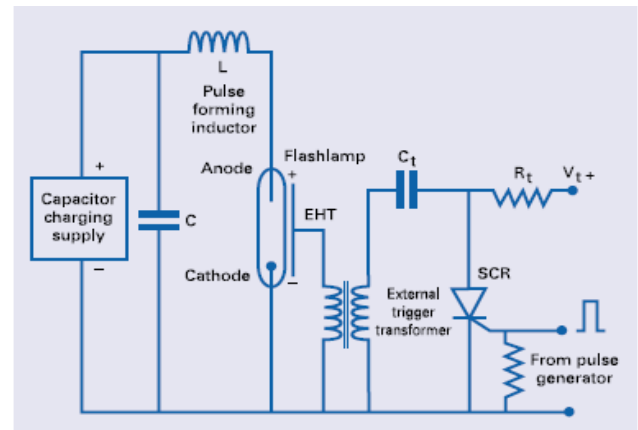 L
Pulse
forming
inductor
Anode
Flashlamp
+
EHT
Cathode
−
+
Capacitor
charging
supply
−
C
Ct
Rt
Vt +
SCR
External
trigger
transformer
From pulse
generator